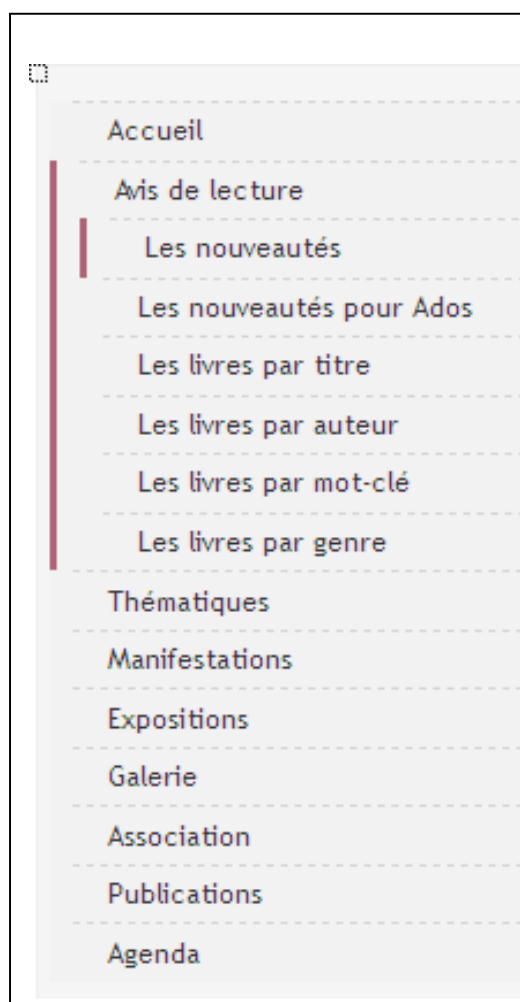 Accueil
Avis de lecture
Les nouveautés
Les nouveautés pour Ados
Les livres par titre
Les livres par auteur
Les livres par mot-clé
Les livres par genre
Thématiques
Manifestations
Expositions
Galerie
Association
Publications
Agenda